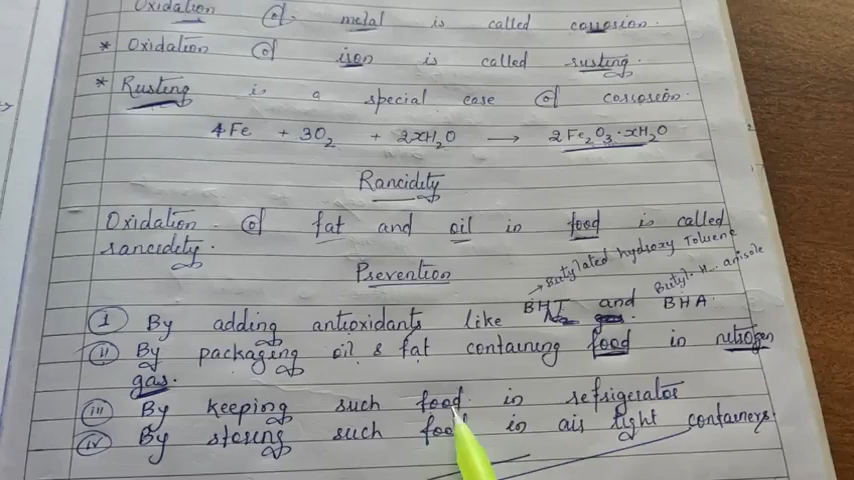 Oxidation of metal is called corrosion.
* Oxidation of iron is called rusting.
* Rusting is a special case of corrosion.
4Fe + 3O₂ + 2xH₂O → 2Fe₂O₃·xH₂O
Rancidity
Oxidation of fat and oil in food is called
rancidity.
Prevention
→ Butylated hydroxy Toluene
Butyl. H... anisole
(i) By adding antioxidants like BHT and BHA.
(ii) By packaging oil & fat containing food in nitrogen
gas.
(iii) By keeping such food in refrigerator
(iv) By storing such food in air tight containers.